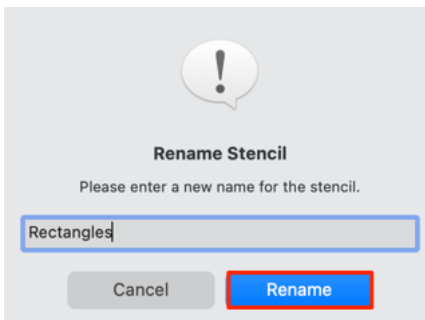 Rename Stencil
Please enter a new name for the stencil.
Rectangles
Cancel Rename